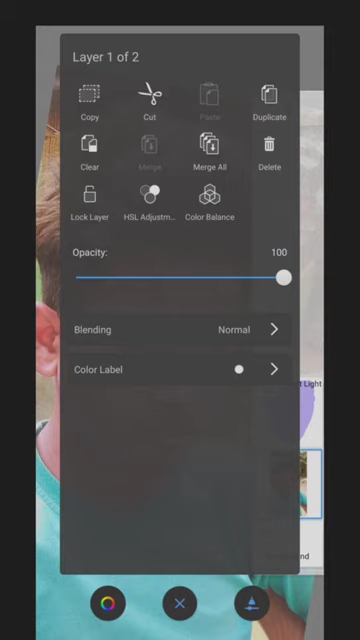 Layer 1 of 2
Copy
Cut
Paste
Duplicate
Clear
Merge
Merge All
Delete
Lock Layer
HSL Adjustm...
Color Balance
Opacity:
100
Blending
Normal
Color Label
t Light
nd